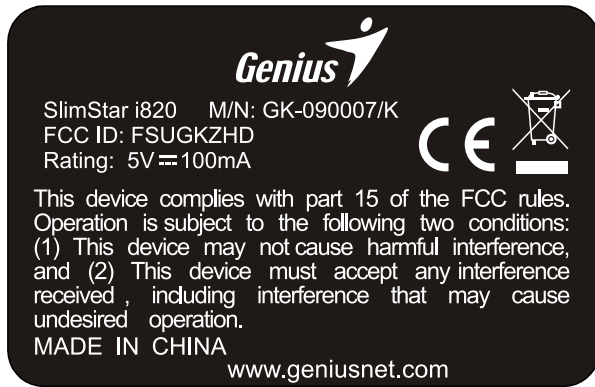 Genius
SlimStar i820 M/N: GK-090007/K
FCC ID: FSUGKZHD
Rating: 5V⎓100mA
CE
This device complies with part 15 of the FCC rules.
Operation is subject to the following two conditions:
(1) This device may not cause harmful interference,
and (2) This device must accept any interference
received , including interference that may cause
undesired operation.
MADE IN CHINA
www.geniusnet.com